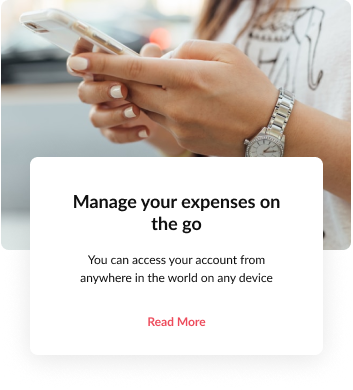 Manage your expenses on
the go
You can access your account from
anywhere in the world on any device
Read More